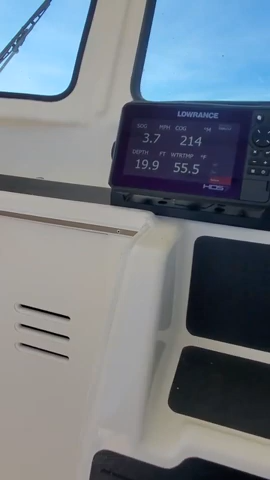 LOWRANCE
SOG MPH COG °M
3.7 214
DEPTH FT WTRTMP °F
19.9 55.5
HDS